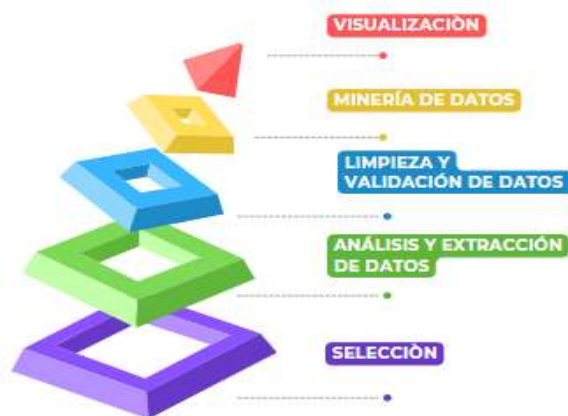 VISUALIZACIÒN
MINERÍA DE DATOS
LIMPIEZA Y
VALIDACIÓN DE DATOS
ANÁLISIS Y EXTRACCIÓN
DE DATOS
SELECCIÒN